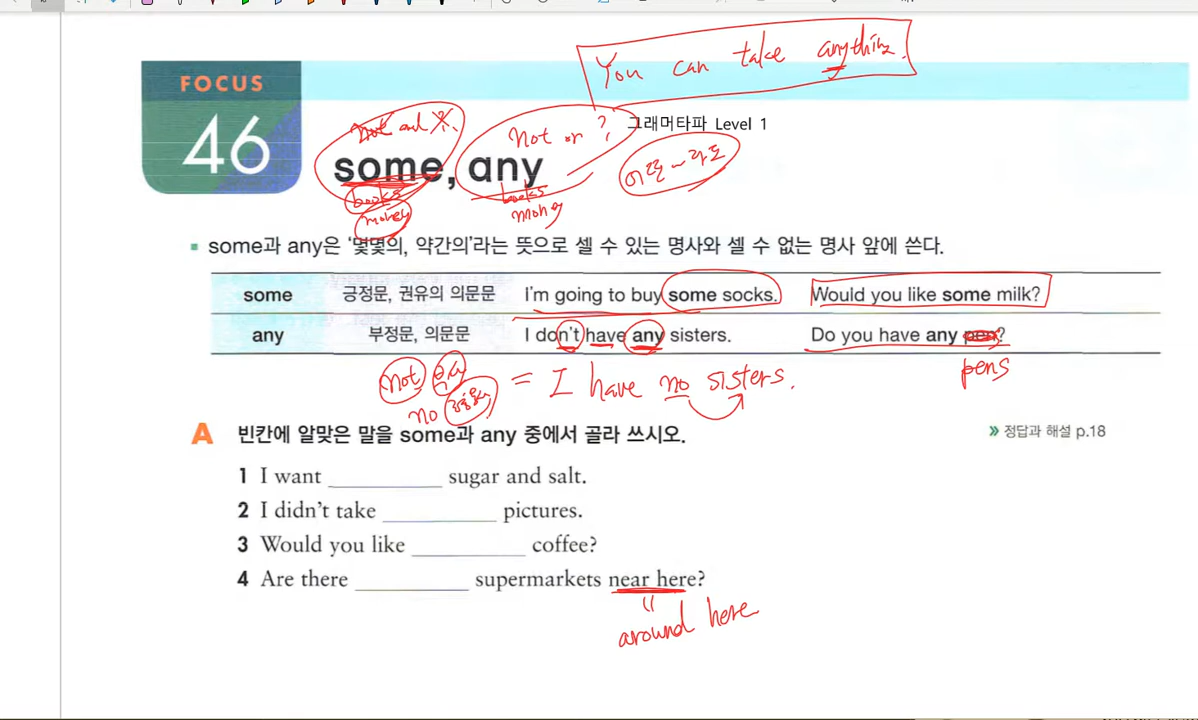 You can take anything.
FOCUS
46
그래머타파 Level 1
Not and
Not or ?
some, any
books
money
books
money
some과 any은 '몇몇의, 약간의'라는 뜻으로 셀 수 있는 명사와 셀 수 없는 명사 앞에 쓴다.
some 긍정문, 권유의 의문문 I'm going to buy some socks. Would you like some milk?
any 부정문, 의문문 I don't have any sisters. Do you have any pen?
pens
not = I have no sisters.
no
A 빈칸에 알맞은 말을 some과 any 중에서 골라 쓰시오. » 정답과 해설 p.18
1 I want __________ sugar and salt.
2 I didn't take __________ pictures.
3 Would you like __________ coffee?
4 Are there __________ supermarkets near here?
around here